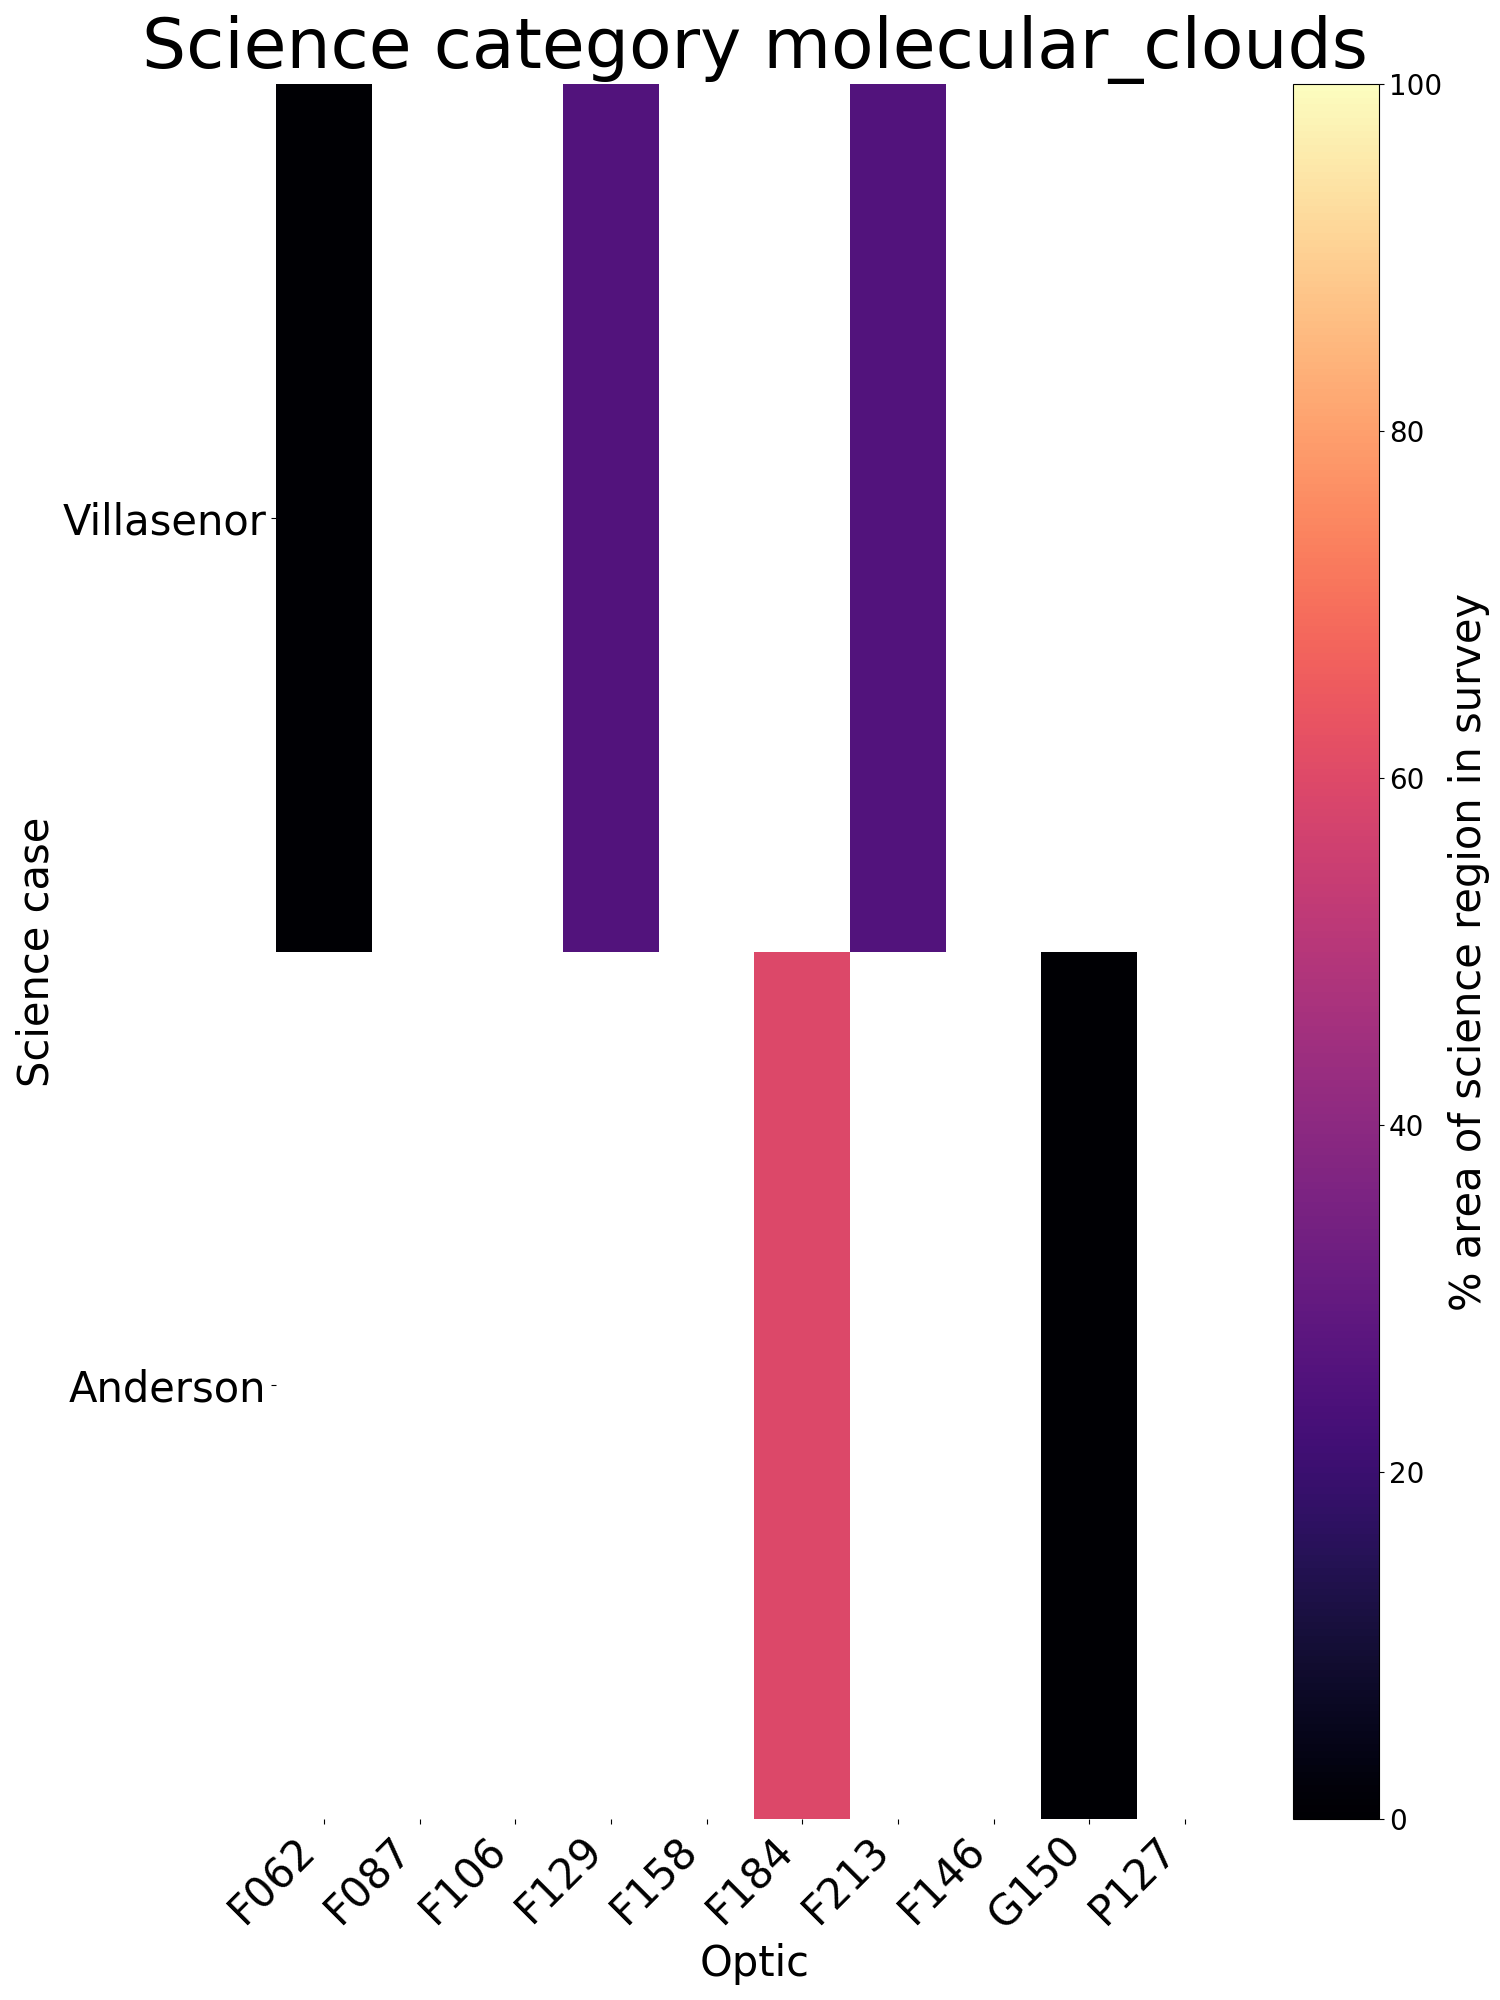 Science category molecular_clouds
Villasenor
Anderson
Science case
F062
F087
F106
F129
F158
F184
F213
F146
G150
P127
Optic
100
80
60
40
20
0
% area of science region in survey